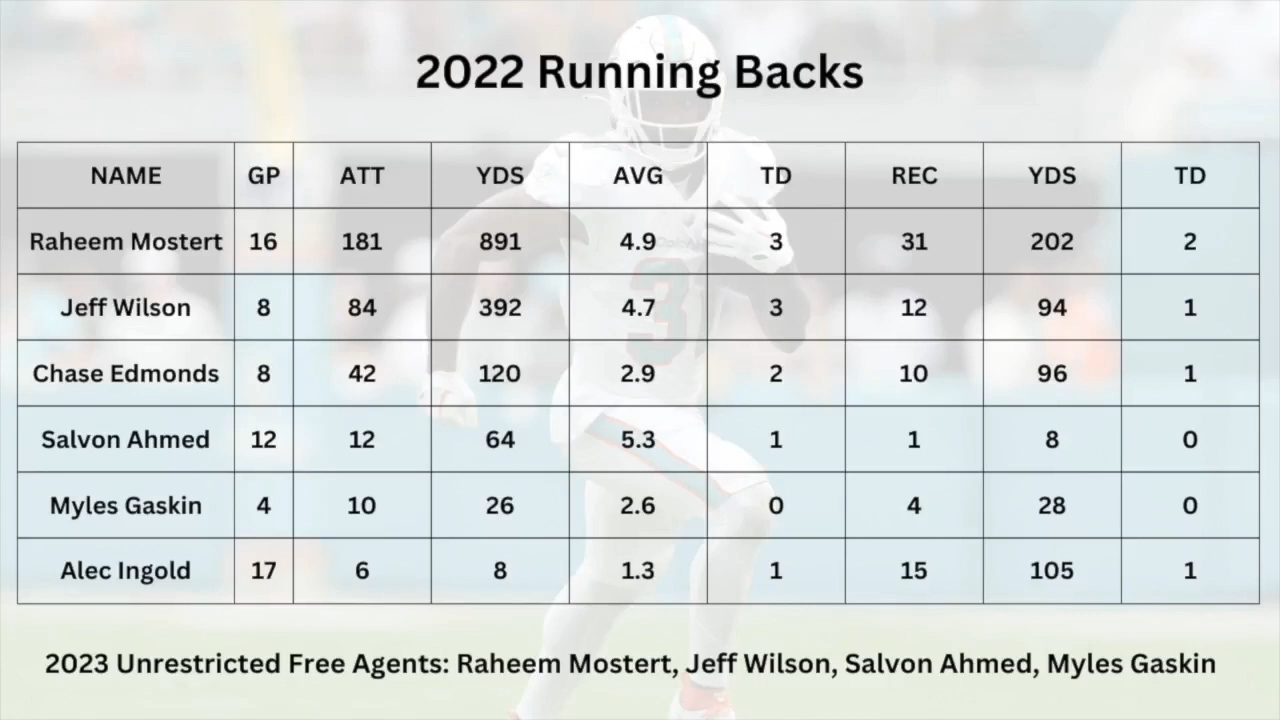 2022 Running Backs
NAME GP ATT YDS AVG TD REC YDS TD
Raheem Mostert 16 181 891 4.9 3 31 202 2
Jeff Wilson 8 84 392 4.7 3 12 94 1
Chase Edmonds 8 42 120 2.9 2 10 96 1
Salvon Ahmed 12 12 64 5.3 1 1 8 0
Myles Gaskin 4 10 26 2.6 0 4 28 0
Alec Ingold 17 6 8 1.3 1 15 105 1
2023 Unrestricted Free Agents: Raheem Mostert, Jeff Wilson, Salvon Ahmed, Myles Gaskin
3